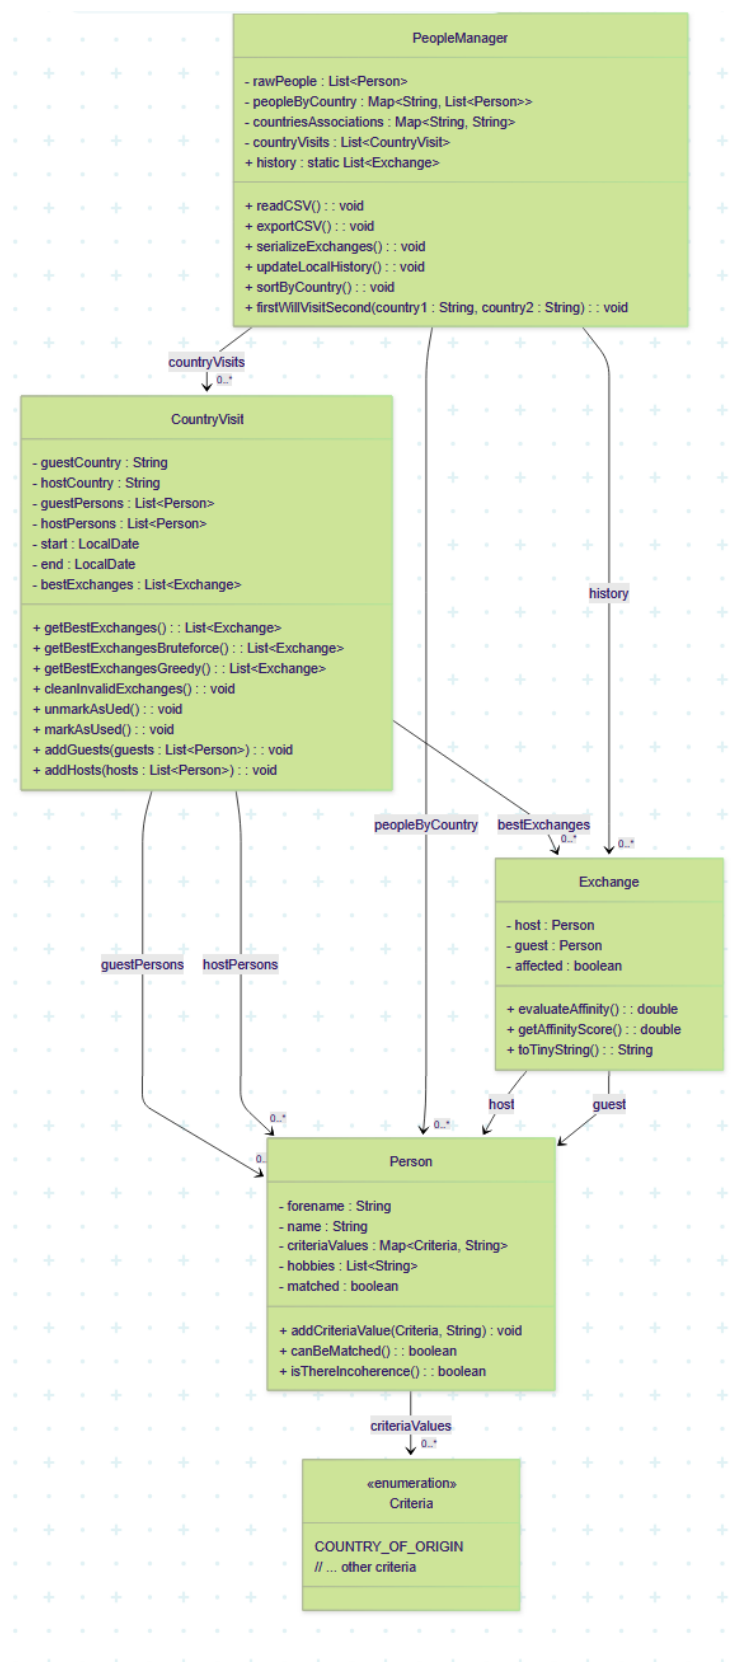 PeopleManager
- rawPeople : List<Person>
- peopleByCountry : Map<String, List<Person>>
- countriesAssociations : Map<String, String>
- countryVisits : List<CountryVisit>
+ history : static List<Exchange>
+ readCSV() : : void
+ exportCSV() : : void
+ serializeExchanges() : : void
+ updateLocalHistory() : : void
+ sortByCountry() : : void
+ firstWillVisitSecond(country1 : String, country2 : String) : : void
countryVisits
0..*
CountryVisit
- guestCountry : String
- hostCountry : String
- guestPersons : List<Person>
- hostPersons : List<Person>
- start : LocalDate
- end : LocalDate
- bestExchanges : List<Exchange>
+ getBestExchanges() : : List<Exchange>
+ getBestExchangesBruteforce() : : List<Exchange>
+ getBestExchangesGreedy() : : List<Exchange>
+ cleanInvalidExchanges() : : void
+ unmarkAsUed() : : void
+ markAsUsed() : : void
+ addGuests(guests : List<Person>) : : void
+ addHosts(hosts : List<Person>) : : void
history
peopleByCountry
bestExchanges
0..*
0..*
Exchange
- host : Person
- guest : Person
- affected : boolean
+ evaluateAffinity() : : double
+ getAffinityScore() : : double
+ toTinyString() : : String
guestPersons
hostPersons
host
guest
0..*
0..*
0..
Person
- forename : String
- name : String
- criteriaValues : Map<Criteria, String>
- hobbies : List<String>
- matched : boolean
+ addCriteriaValue(Criteria, String) : void
+ canBeMatched() : : boolean
+ isThereIncoherence() : : boolean
criteriaValues
0..*
«enumeration»
Criteria
COUNTRY_OF_ORIGIN
// ... other criteria